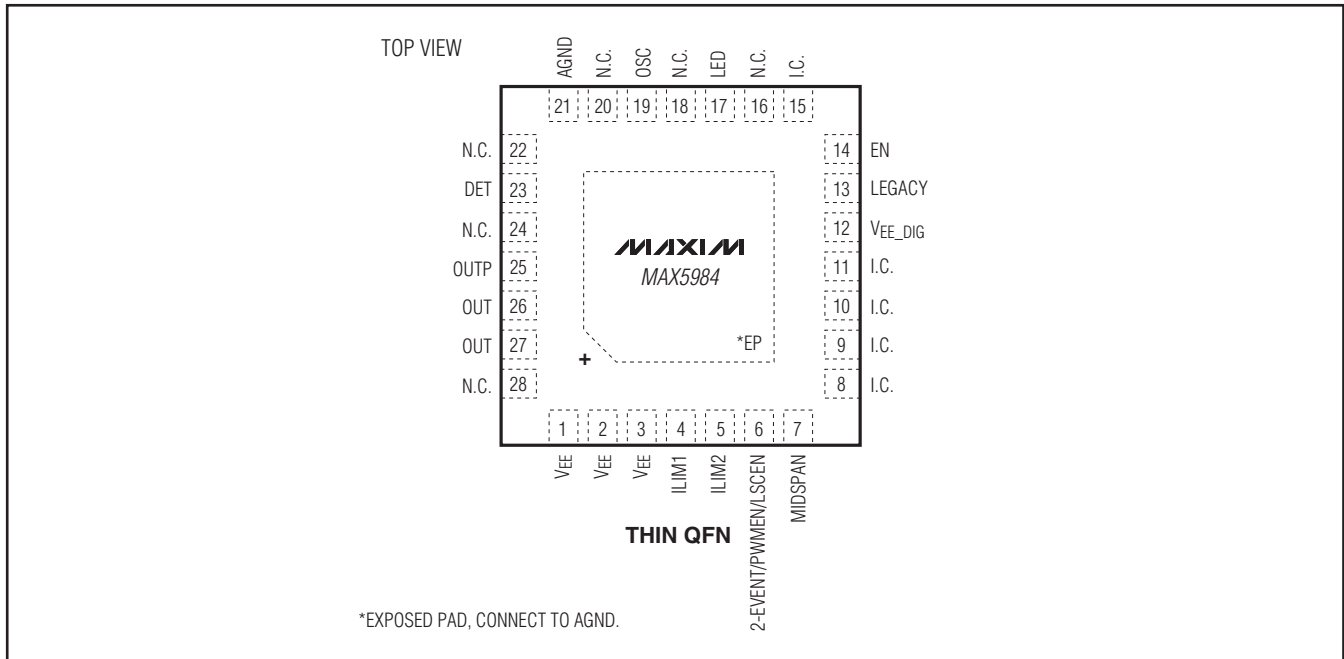 TOP VIEW
AGND
N.C.
OSC
N.C.
LED
N.C.
I.C.
21 20 19 18 17 16 15
N.C. 22
DET 23
N.C. 24
OUTP 25
OUT 26
OUT 27
N.C. 28
14 EN
13 LEGACY
12 VEE_DIG
11 I.C.
10 I.C.
9 I.C.
8 I.C.
MAXIM
MAX5984
*EP
+
1 2 3 4 5 6 7
VEE
VEE
VEE
ILIM1
ILIM2
2-EVENT/PWMEN/LSCEN
MIDSPAN
THIN QFN
*EXPOSED PAD, CONNECT TO AGND.